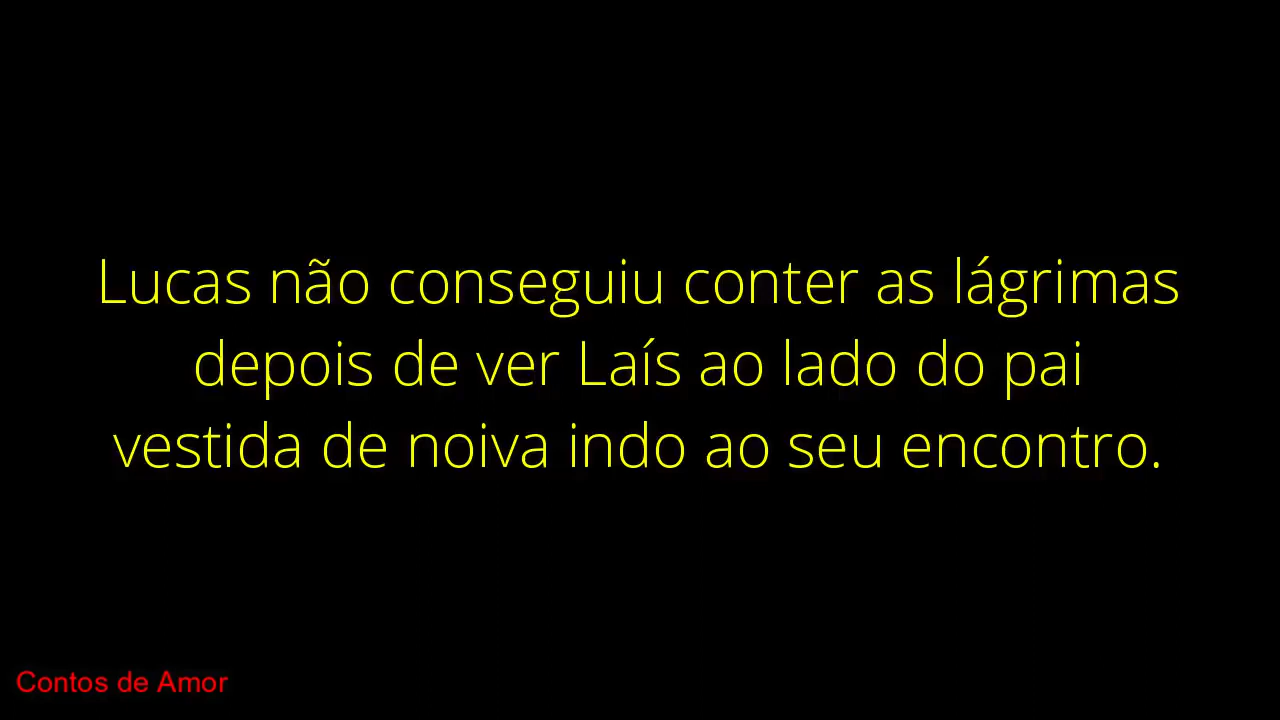 Lucas não conseguiu conter as lágrimas
depois de ver Laís ao lado do pai
vestida de noiva indo ao seu encontro.
Contos de Amor